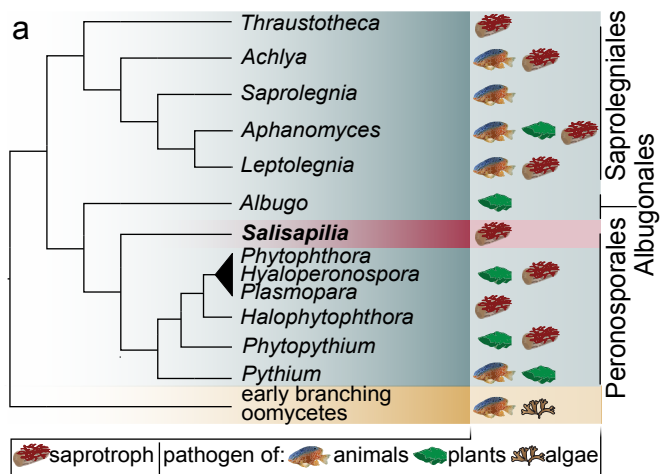 a
Thraustotheca
Achlya
Saprolegnia
Aphanomyces
Leptolegnia
Albugo
Salisapilia
Phytophthora
Hyaloperonospora
Plasmopara
Halophytophthora
Phytopythium
Pythium
early branching
oomycetes
Saprolegniales
Albugonales
Peronosporales
saprotroph pathogen of: animals plants algae